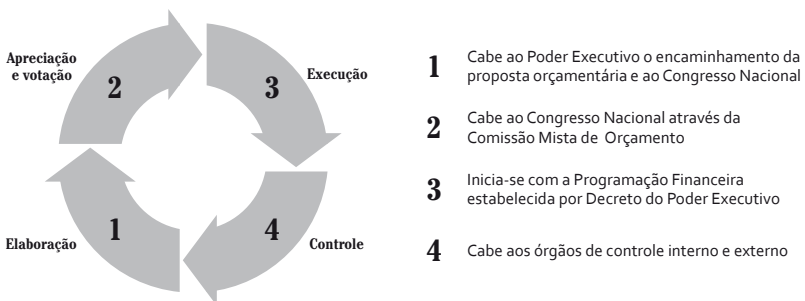 Apreciação
e votação
2
3
Execução
Elaboração
1
4
Controle
1
Cabe ao Poder Executivo o encaminhamento da
proposta orçamentária e ao Congresso Nacional
2
Cabe ao Congresso Nacional através da
Comissão Mista de Orçamento
3
Inicia-se com a Programação Financeira
estabelecida por Decreto do Poder Executivo
4
Cabe aos órgãos de controle interno e externo